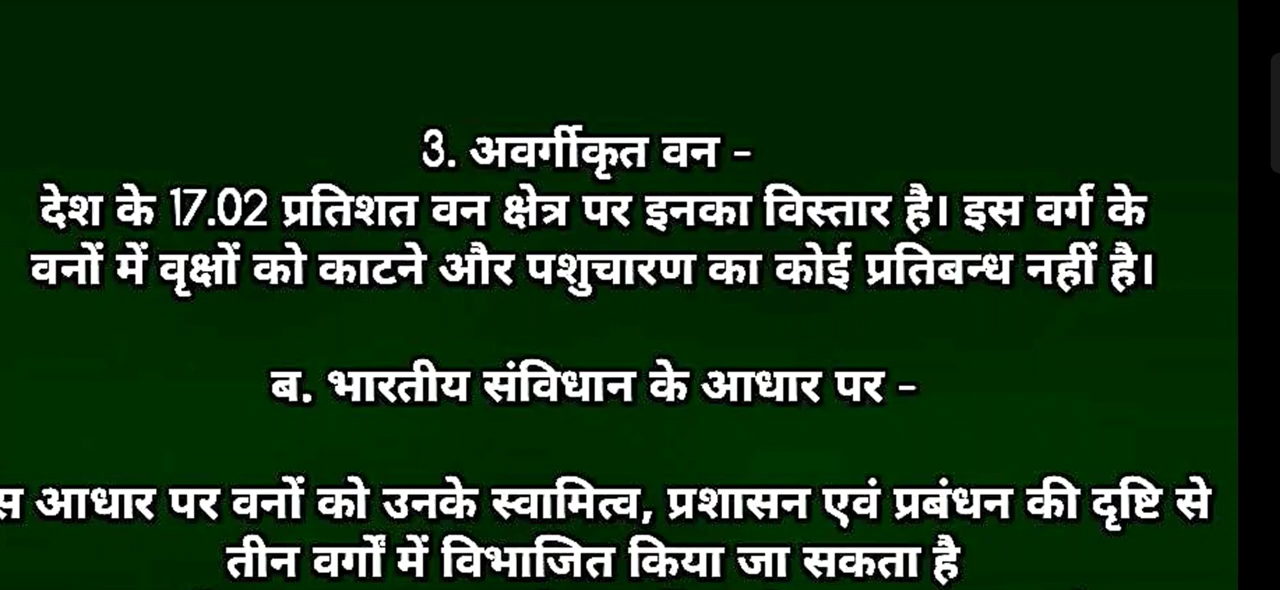 3. अवर्गीकृत वन -
देश के 17.02 प्रतिशत वन क्षेत्र पर इनका विस्तार है। इस वर्ग के
वनों में वृक्षों को काटने और पशुचारण का कोई प्रतिबन्ध नहीं है।
ब. भारतीय संविधान के आधार पर -
आधार पर वनों को उनके स्वामित्व, प्रशासन एवं प्रबंधन की दृष्टि से
तीन वर्गों में विभाजित किया जा सकता है